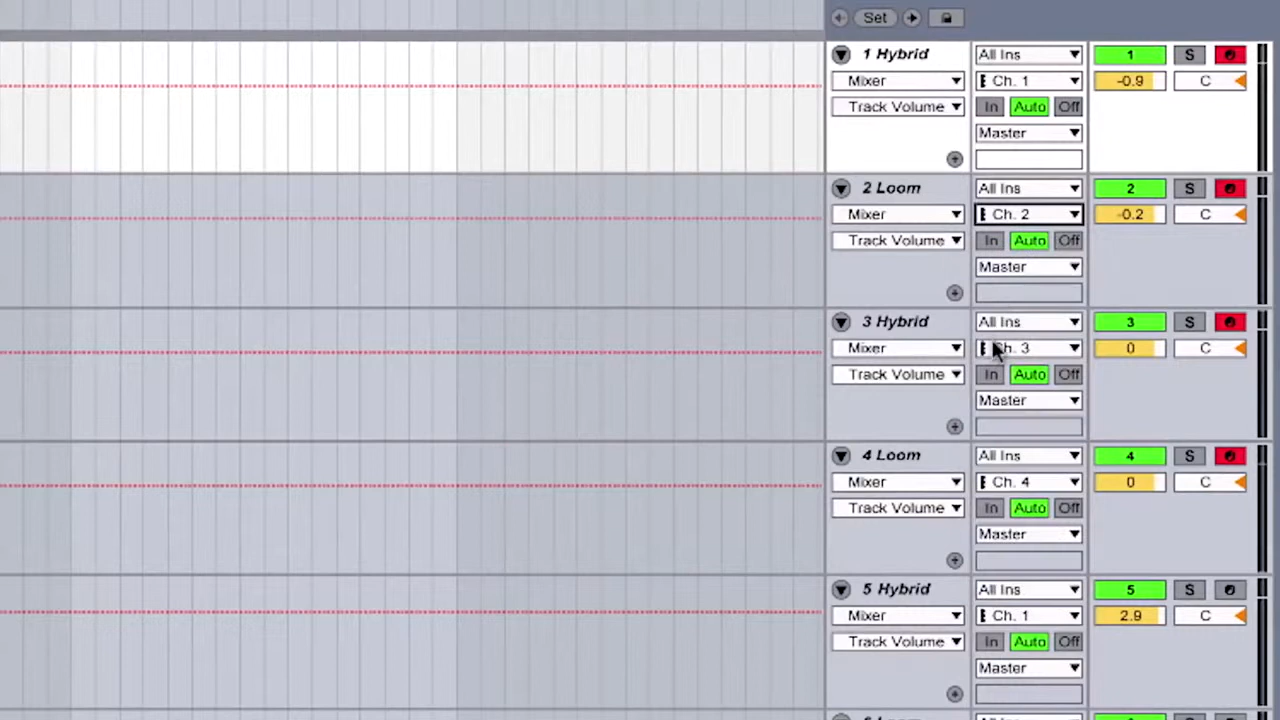 Set
1 Hybrid All Ins 1 S
Mixer Ch. 1 -0.9 C
Track Volume In Auto Off
Master
2 Loom All Ins 2 S
Mixer Ch. 2 -0.2 C
Track Volume In Auto Off
Master
3 Hybrid All Ins 3 S
Mixer Ch. 3 0 C
Track Volume In Auto Off
Master
4 Loom All Ins 4 S
Mixer Ch. 4 0 C
Track Volume In Auto Off
Master
5 Hybrid All Ins 5 S
Mixer Ch. 1 2.9 C
Track Volume In Auto Off
Master